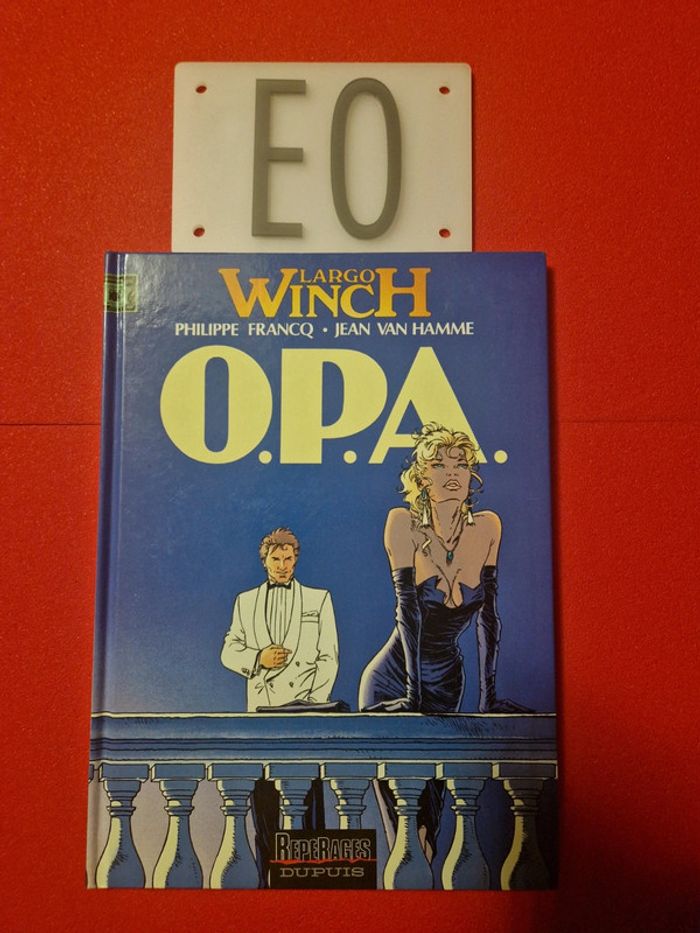 EO
LARGO
WINCH
PHILIPPE FRANCQ • JEAN VAN HAMME
O.P.A.
REPERAGES
DUPUIS